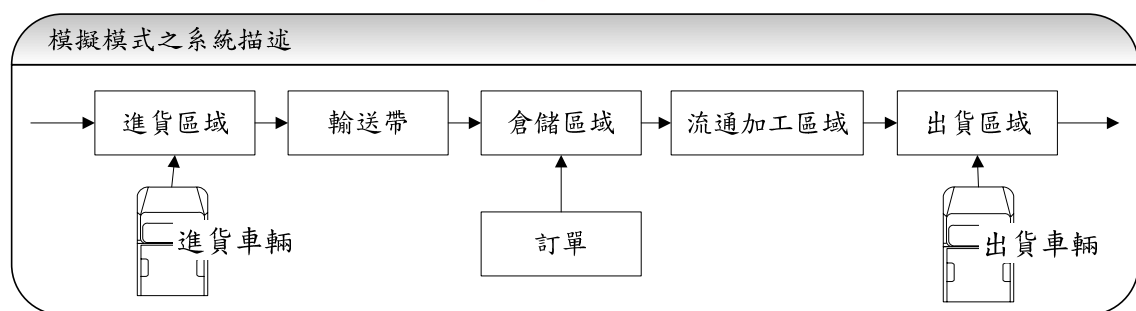 模擬模式之系統描述
進貨區域
輸送帶
倉儲區域
流通加工區域
出貨區域
進貨車輛
訂單
出貨車輛